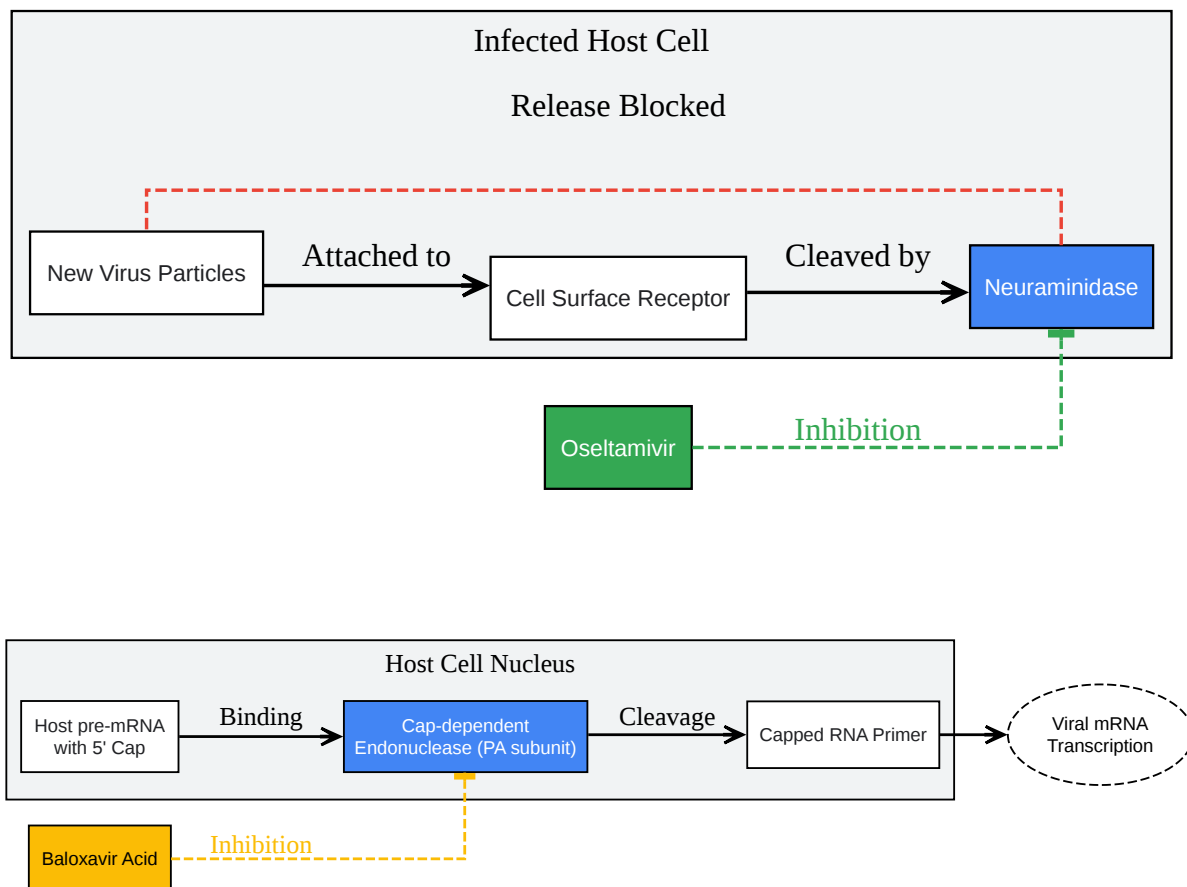 Infected Host Cell
Release Blocked
New Virus Particles
Attached to
Cell Surface Receptor
Cleaved by
Neuraminidase
Oseltamivir
Inhibition
Host Cell Nucleus
Host pre-mRNA
with 5' Cap
Binding
Cap-dependent
Endonuclease (PA subunit)
Cleavage
Capped RNA Primer
Viral mRNA
Transcription
Baloxavir Acid
Inhibition